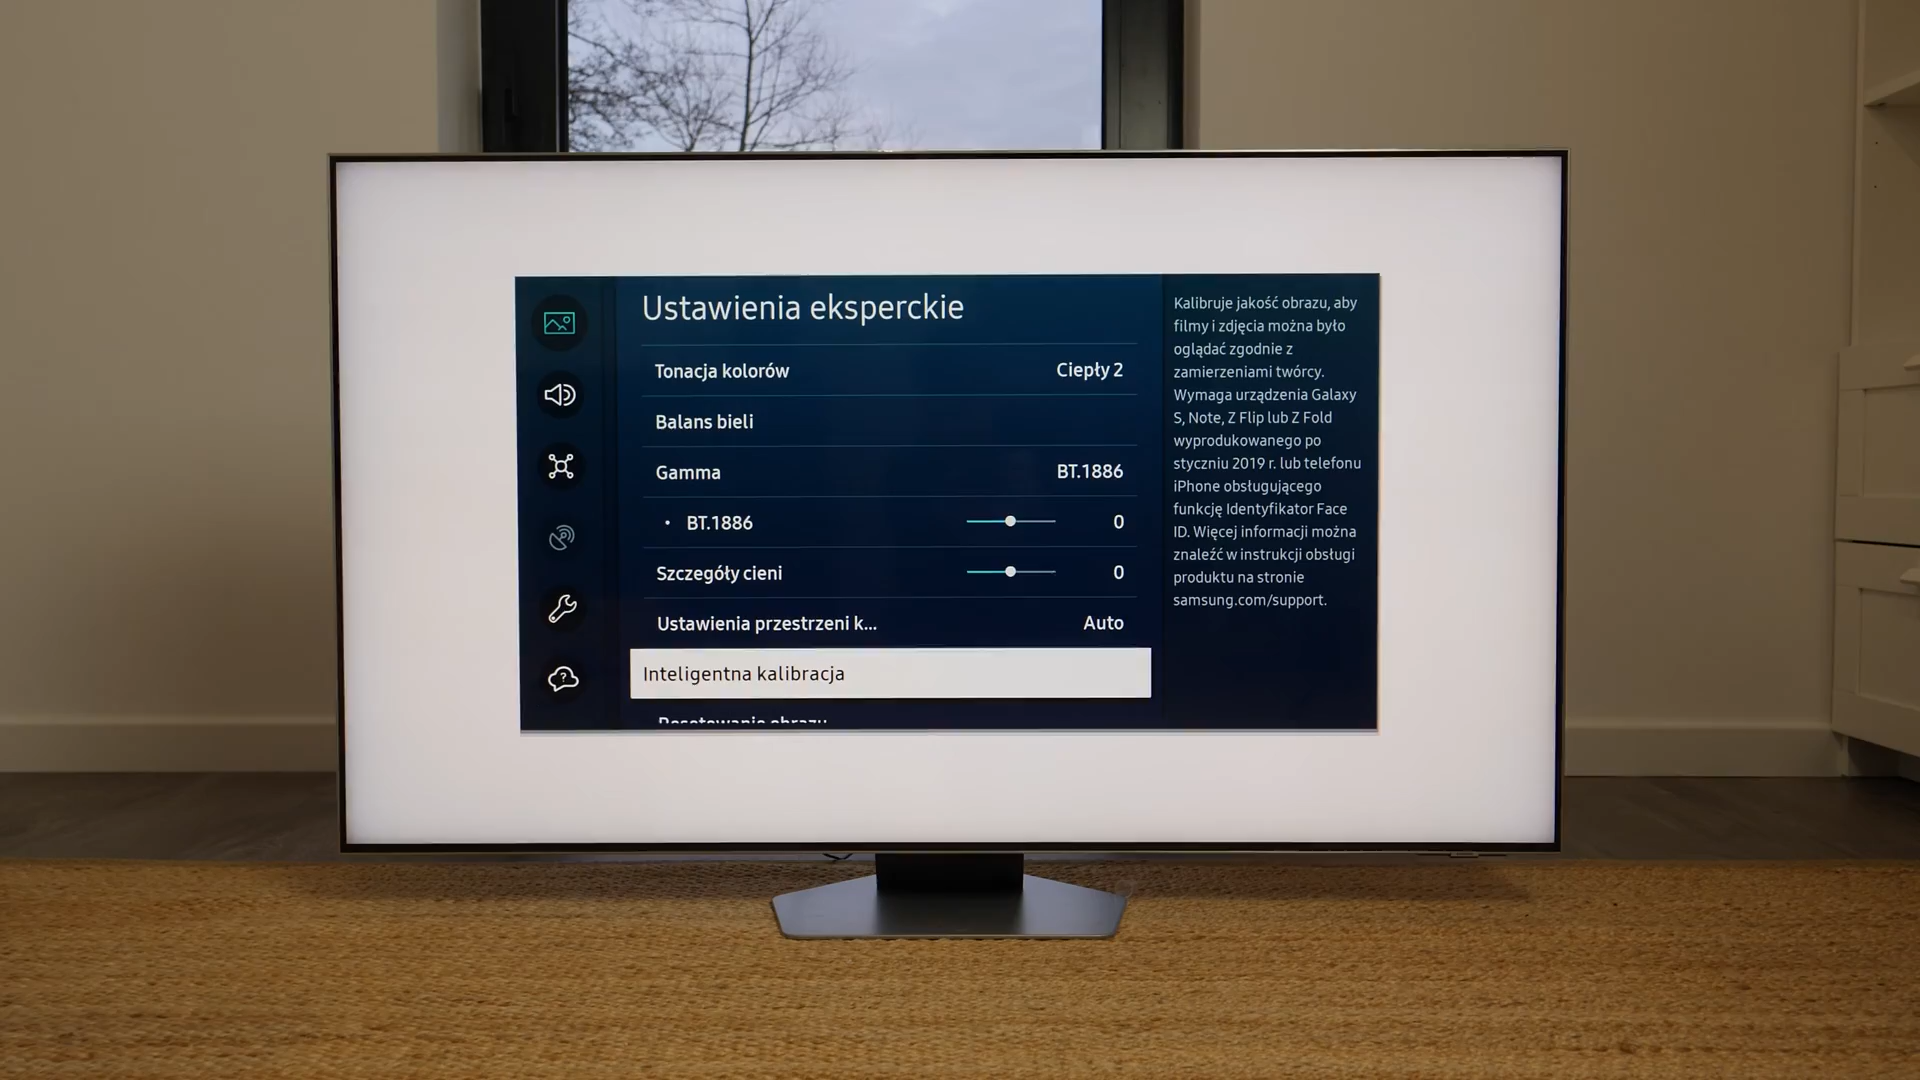 Ustawienia eksperckie
Tonacja kolorów Ciepły 2
Balans bieli
Gamma BT.1886
• BT.1886 0
Szczegóły cieni 0
Ustawienia przestrzeni k... Auto
Inteligentna kalibracja
Resetowanie obrazu
Kalibruje jakość obrazu, aby
filmy i zdjęcia można było
oglądać zgodnie z
zamierzeniami twórcy.
Wymaga urządzenia Galaxy
S, Note, Z Flip lub Z Fold
wyprodukowanego po
styczniu 2019 r. lub telefonu
iPhone obsługującego
funkcję Identyfikator Face
ID. Więcej informacji można
znaleźć w instrukcji obsługi
produktu na stronie
samsung.com/support.